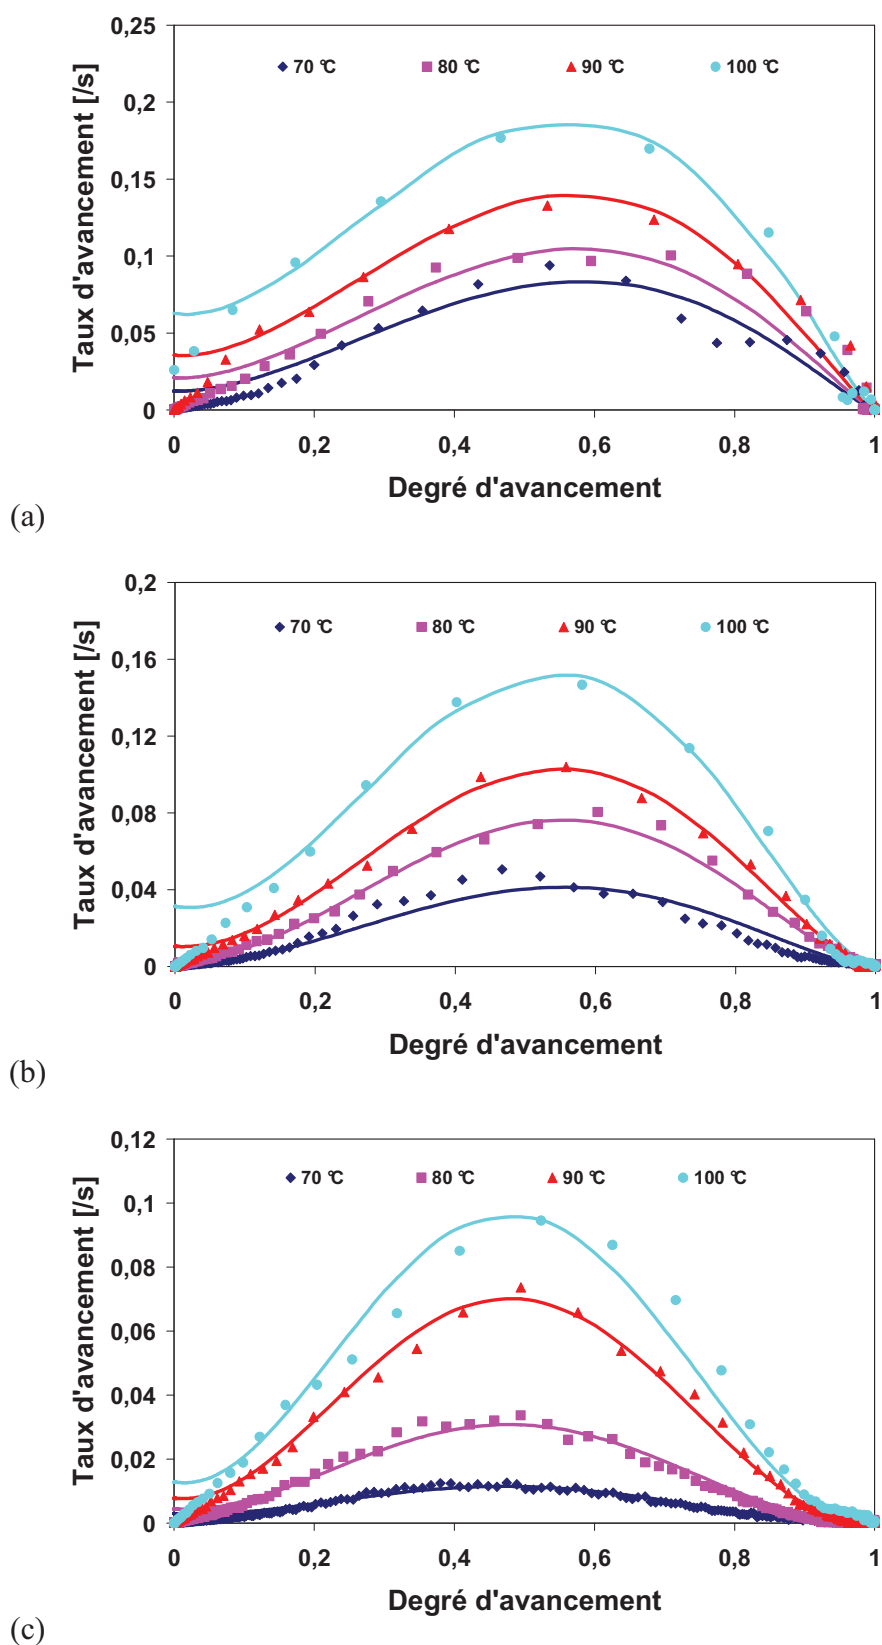 0,25
0,2
0,15
0,1
0,05
0
Taux d'avancement [/s]
70 °C 80 °C 90 °C 100 °C
0 0,2 0,4 0,6 0,8 1
Degré d'avancement
(a)
0,2
0,16
0,12
0,08
0,04
0
Taux d'avancement [/s]
70 °C 80 °C 90 °C 100 °C
0 0,2 0,4 0,6 0,8 1
Degré d'avancement
(b)
0,12
0,1
0,08
0,06
0,04
0,02
0
Taux d'avancement [/s]
70 °C 80 °C 90 °C 100 °C
0 0,2 0,4 0,6 0,8 1
Degré d'avancement
(c)